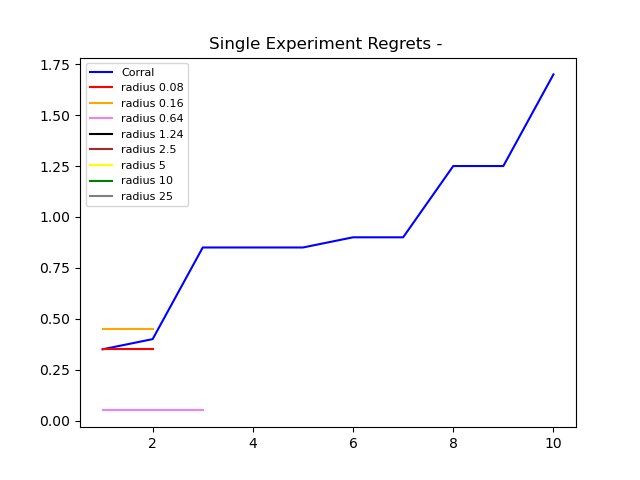 Single Experiment Regrets -
1.75
1.50
1.25
1.00
0.75
0.50
0.25
0.00
Corral
radius 0.08
radius 0.16
radius 0.64
radius 1.24
radius 2.5
radius 5
radius 10
radius 25
2 4 6 8 10